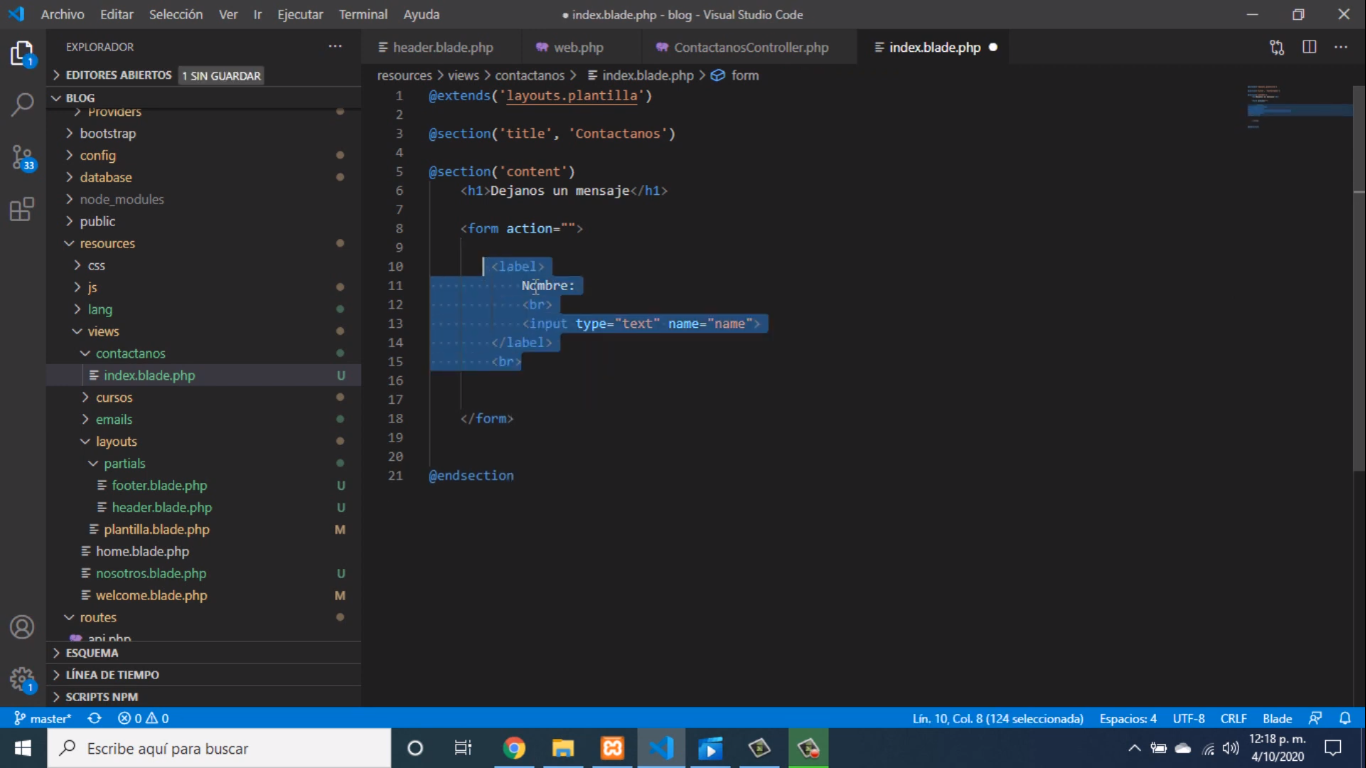 Archivo Editar Selección Ver Ir Ejecutar Terminal Ayuda
● index.blade.php - blog - Visual Studio Code
EXPLORADOR ···
header.blade.php web.php ContactanosController.php index.blade.php ●
EDITORES ABIERTOS 1 SIN GUARDAR
resources > views > contactanos > index.blade.php > form
BLOG
Providers
bootstrap
config
database
node_modules
public
resources
css
js
lang
views
contactanos
index.blade.php U
cursos
emails
layouts
partials
footer.blade.php U
header.blade.php U
plantilla.blade.php M
home.blade.php
nosotros.blade.php U
welcome.blade.php M
routes
api.php
ESQUEMA
LÍNEA DE TIEMPO
SCRIPTS NPM
1
33
1
1 @extends('layouts.plantilla')
2
3 @section('title', 'Contactanos')
4
5 @section('content')
6 <h1>Dejanos un mensaje</h1>
7
8 <form action="">
9
10 <label>
11 Nombre:
12 <br>
13 <input type="text" name="name">
14 </label>
15 <br>
16
17
18 </form>
19
20
21 @endsection
master* 0 0
Lín. 10, Col. 8 (124 seleccionada) Espacios: 4 UTF-8 CRLF Blade
Escribe aquí para buscar
12:18 p. m.
4/10/2020